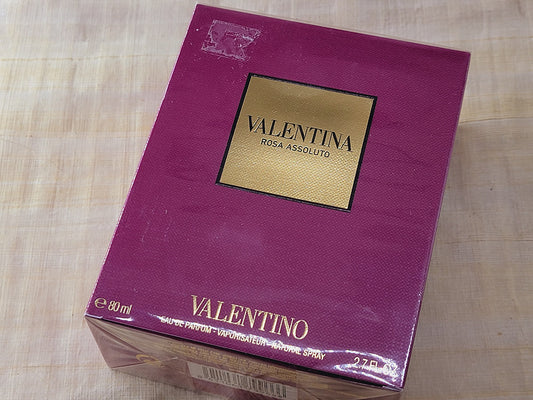 VALENTINA
ROSA ASSOLUTO
e 80 ml
VALENTINO
EAU DE PARFUM - VAPORISATEUR - NATURAL SPRAY
2.7 FL. OZ